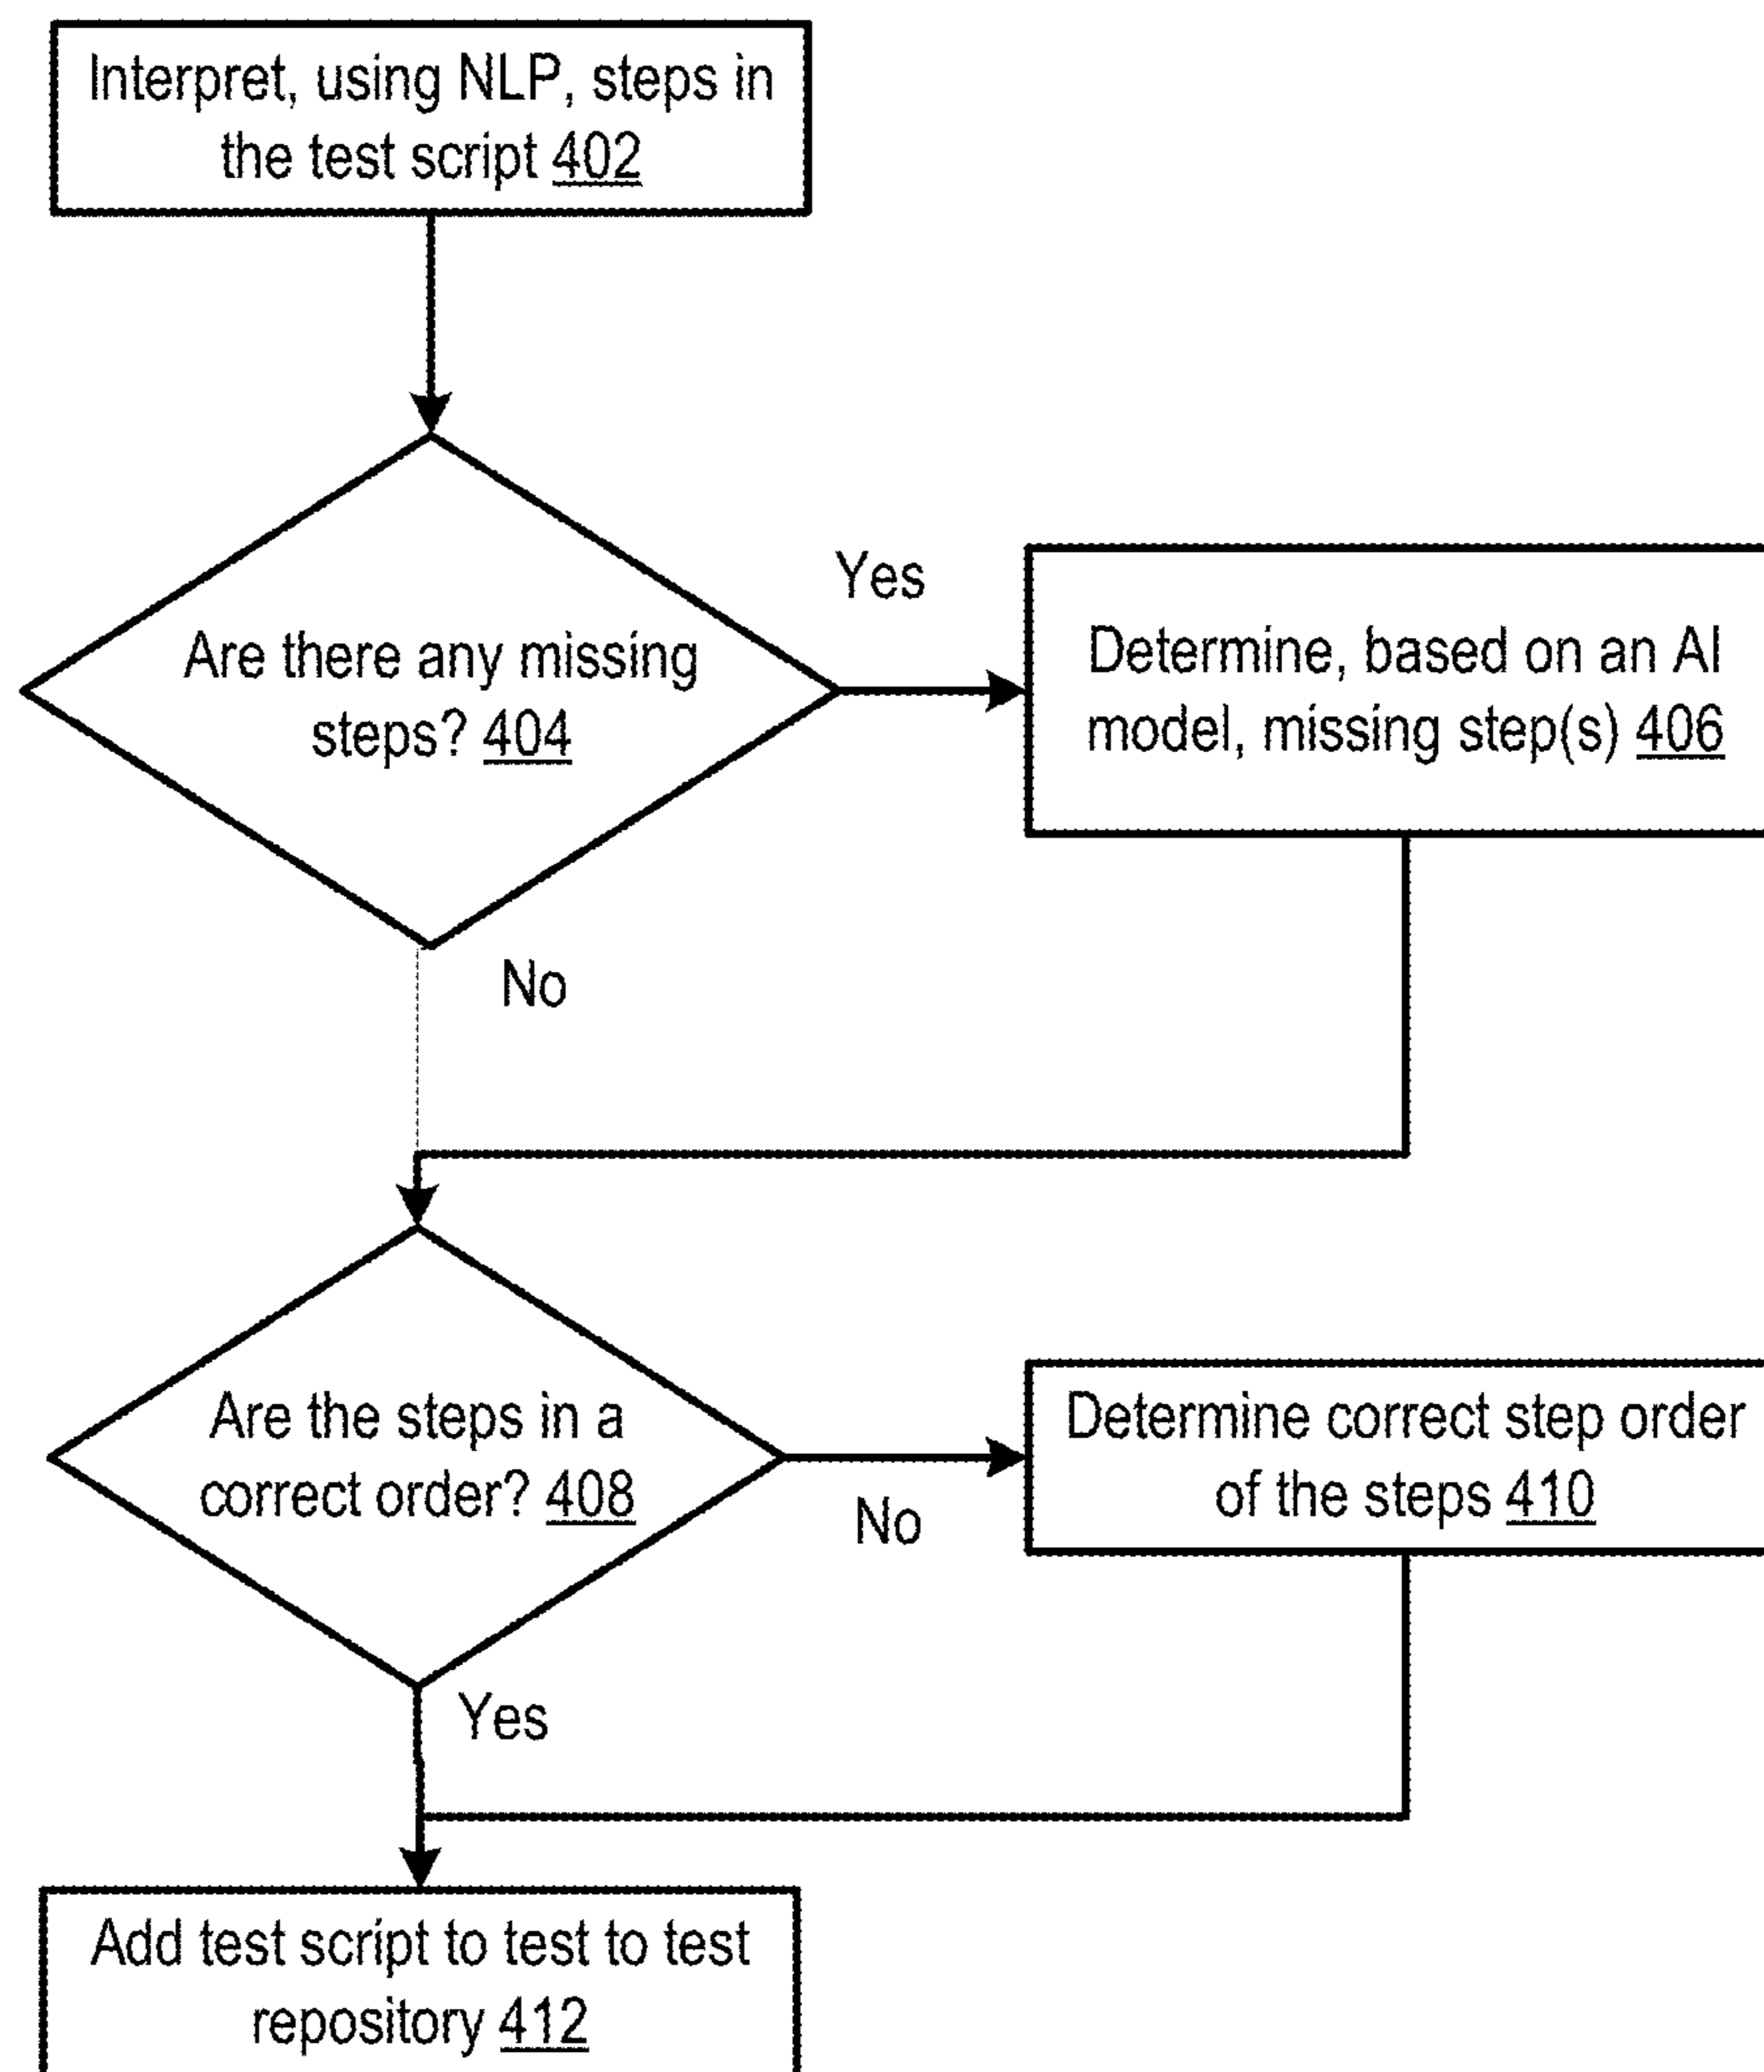 Interpret, using NLP, steps in
the test script 402
Are there any missing
steps? 404
Yes
Determine, based on an AI
model, missing step(s) 406
No
Are the steps in a
correct order? 408
No
Determine correct step order
of the steps 410
Yes
Add test script to test to test
repository 412